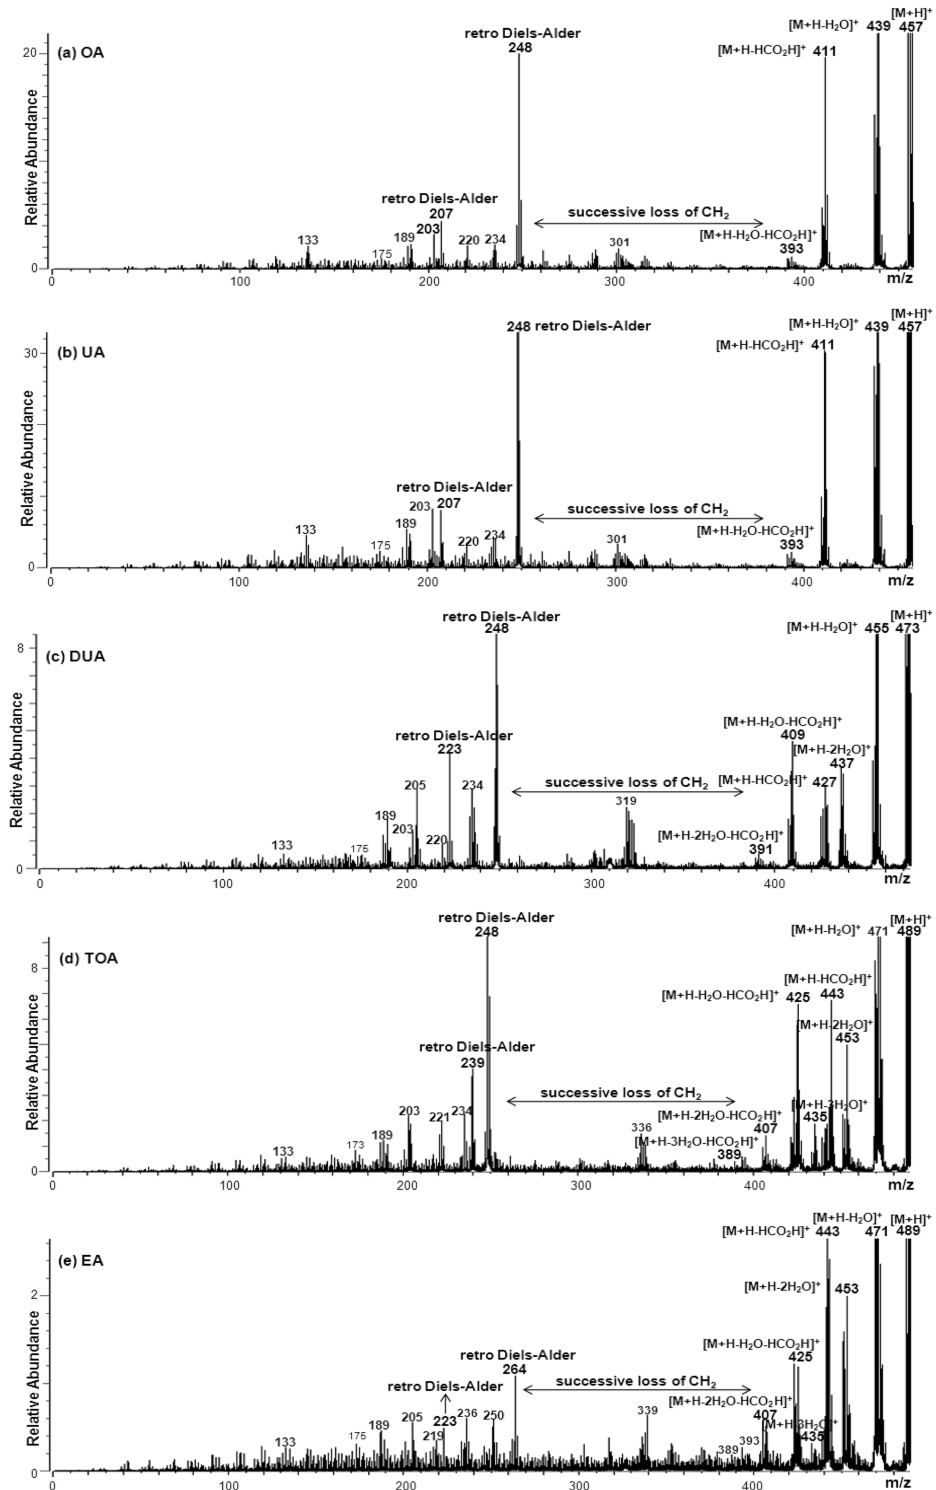 (a) OA
Relative Abundance
20
0
retro Diels-Alder
248
[M+H-HCO₂H]⁺ 411
[M+H-H₂O]⁺ 439
[M+H]⁺
457
retro Diels-Alder
207
203
133
175
189
220
234
successive loss of CH₂
301
[M+H-H₂O-HCO₂H]⁺
393
0 100 200 300 400 m/z
(b) UA
Relative Abundance
30
0
248 retro Diels-Alder
[M+H-HCO₂H]⁺ 411
[M+H-H₂O]⁺ 439
[M+H]⁺
457
retro Diels-Alder
203 207
133
175
189
220
234
successive loss of CH₂
301
[M+H-H₂O-HCO₂H]⁺
393
0 100 200 300 400 m/z
(c) DUA
Relative Abundance
8
0
retro Diels-Alder
248
[M+H-H₂O]⁺ 455
[M+H]⁺
473
retro Diels-Alder
223
[M+H-H₂O-HCO₂H]⁺
409
[M+H-2H₂O]⁺
437
[M+H-HCO₂H]⁺ 427
successive loss of CH₂
319
[M+H-2H₂O-HCO₂H]⁺
391
133
175
189
203
205
220
234
0 100 200 300 400 m/z
(d) TOA
Relative Abundance
8
0
retro Diels-Alder
248
[M+H-H₂O]⁺ 471
[M+H]⁺
489
[M+H-HCO₂H]⁺
443
[M+H-H₂O-HCO₂H]⁺ 425
[M+H-2H₂O]⁺
453
retro Diels-Alder
239
successive loss of CH₂
[M+H-3H₂O]⁺
435
[M+H-2H₂O-HCO₂H]⁺
407
336
[M+H-3H₂O-HCO₂H]⁺
389
133
173
189
203
221
234
0 100 200 300 400 m/z
(e) EA
Relative Abundance
2
0
[M+H-HCO₂H]⁺ 443
[M+H-H₂O]⁺
471
[M+H]⁺
489
[M+H-2H₂O]⁺ 453
[M+H-H₂O-HCO₂H]⁺
425
retro Diels-Alder
264
retro Diels-Alder
successive loss of CH₂
[M+H-2H₂O-HCO₂H]⁺
407
[M+H-3H₂O]⁺
435
133
175
189
205
219
223
236
250
339
389
393
0 100 200 300 400 m/z